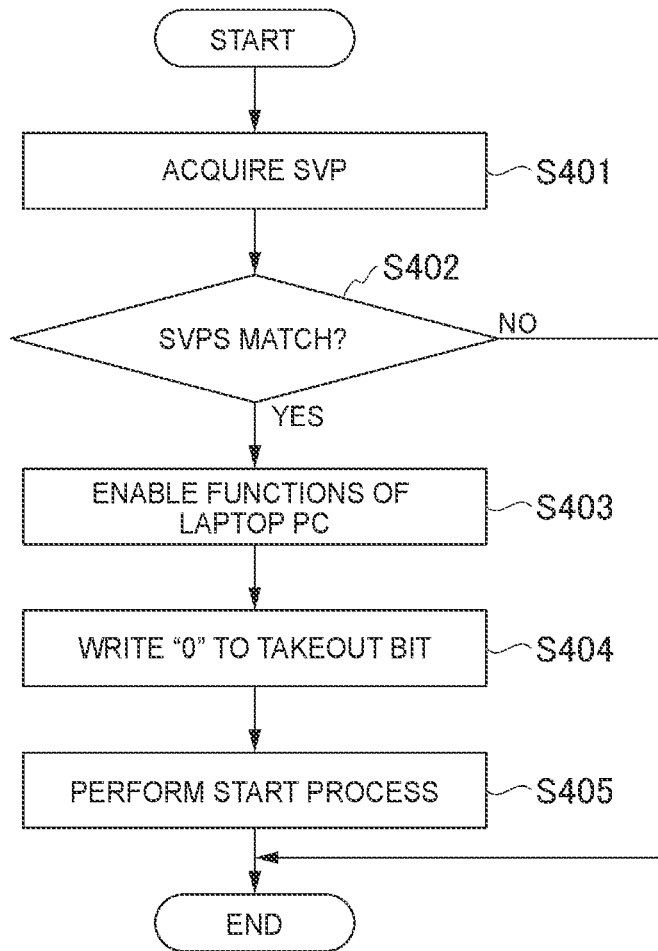 START
ACQUIRE SVP
S401
S402
SVPS MATCH?
NO
YES
ENABLE FUNCTIONS OF
LAPTOP PC
S403
WRITE “0” TO TAKEOUT BIT
S404
PERFORM START PROCESS
S405
END